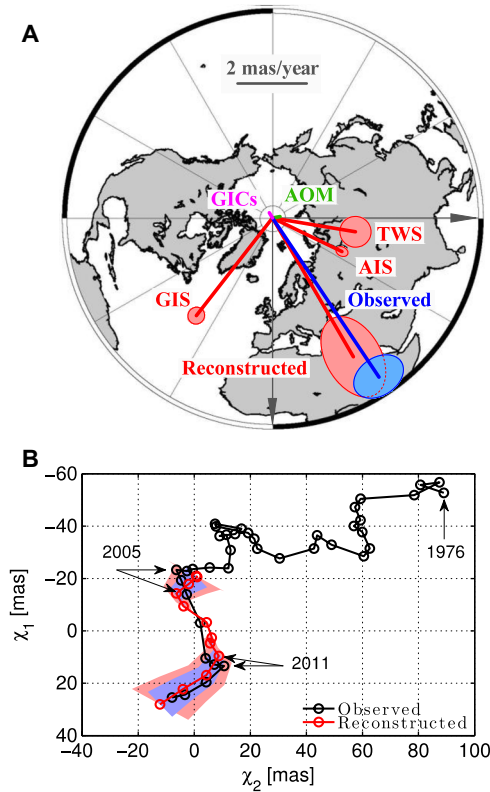 A
2 mas/year
GICs AOM
TWS
AIS
GIS
Observed
Reconstructed
B
−60
−40
−20
0
20
40
χ1 [mas]
2005
1976
2011
Observed
Reconstructed
−40 −20 0 20 40 60 80 100
χ2 [mas]